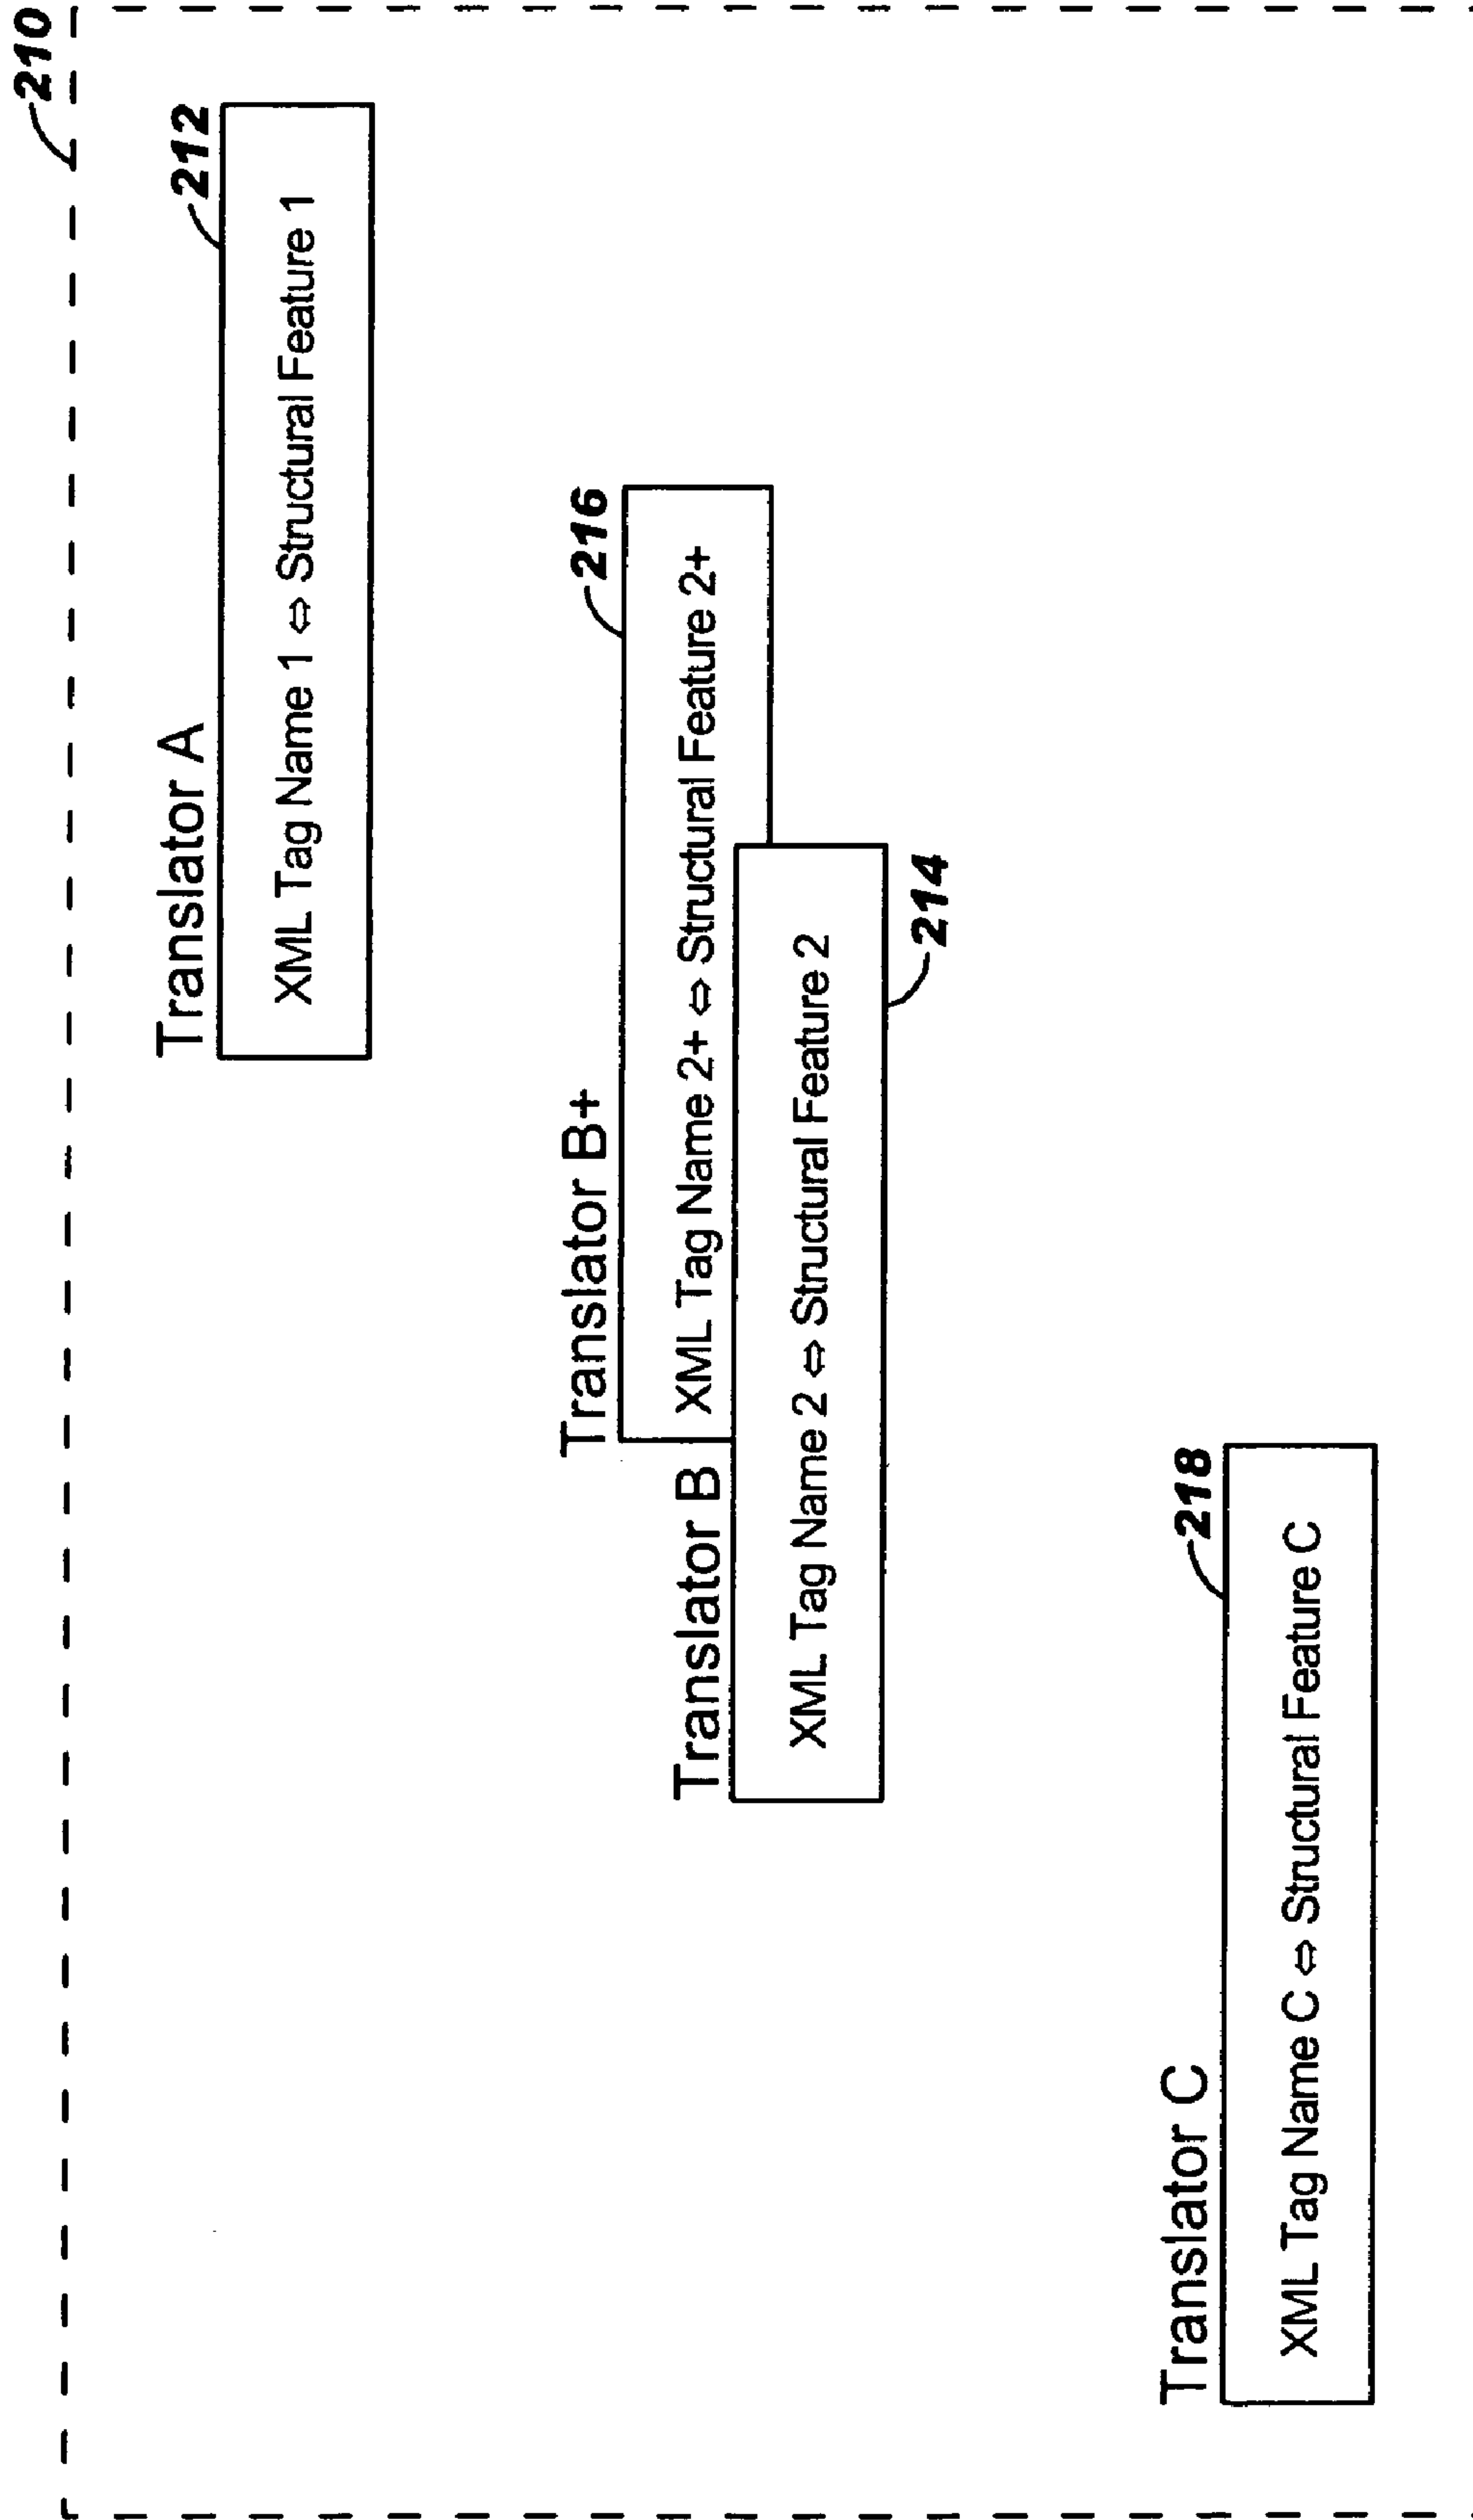 210
Translator A
212
XML Tag Name 1 ⇔ Structural Feature 1
Translator B+
216
XML Tag Name 2+ ⇔ Structural Feature 2+
Translator B
XML Tag Name 2 ⇔ Structural Feature 2
214
Translator C
218
XML Tag Name C ⇔ Structural Feature C